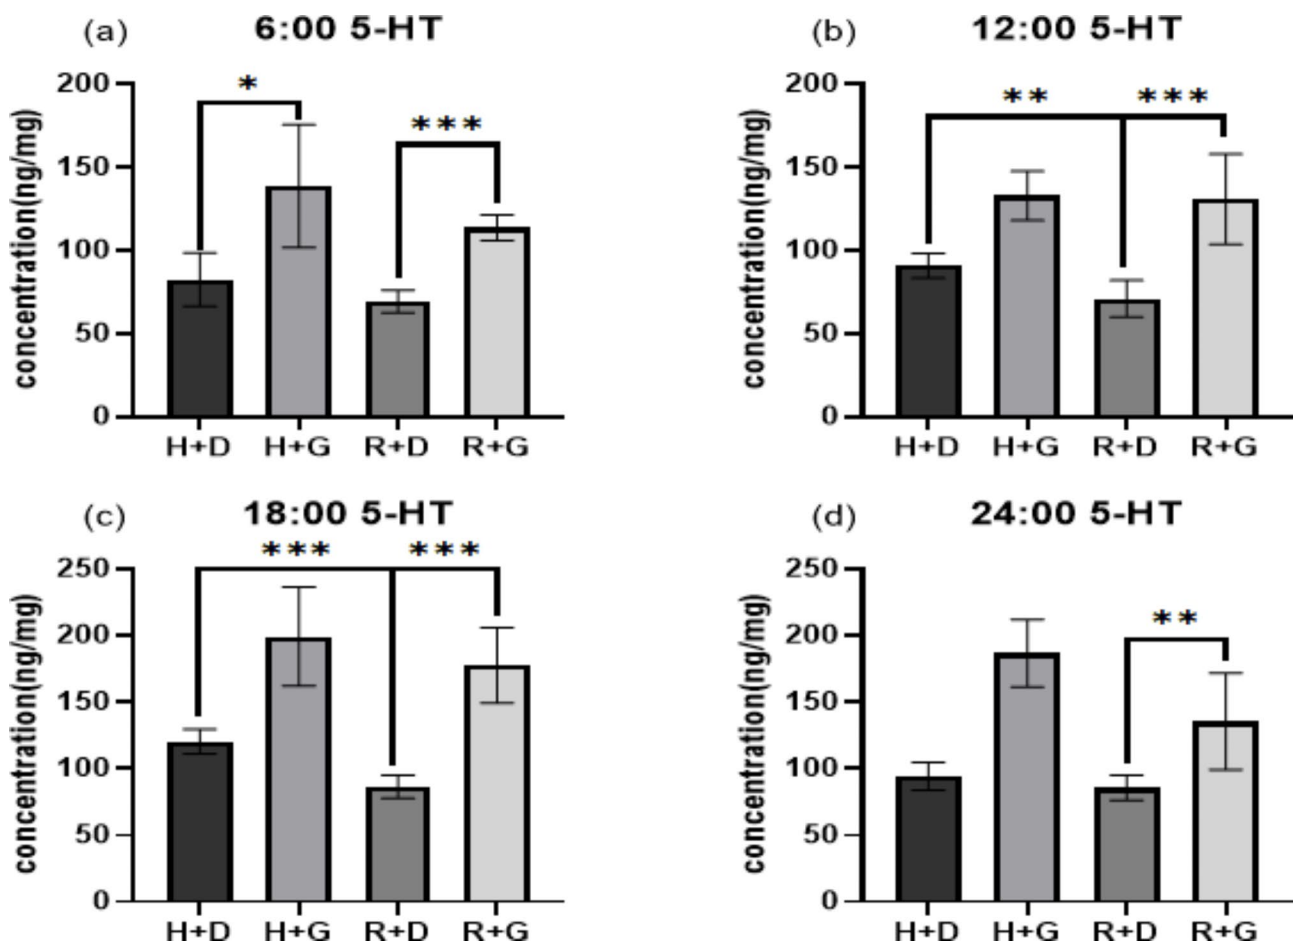 (a) 6:00 5-HT
concentration(ng/mg)
200
150
100
50
0
*
***
H+D H+G R+D R+G
(b) 12:00 5-HT
concentration(ng/mg)
200
150
100
50
0
**
***
H+D H+G R+D R+G
(c) 18:00 5-HT
concentration(ng/mg)
250
200
150
100
50
0
***
***
H+D H+G R+D R+G
(d) 24:00 5-HT
concentration(ng/mg)
250
200
150
100
50
0
**
H+D H+G R+D R+G